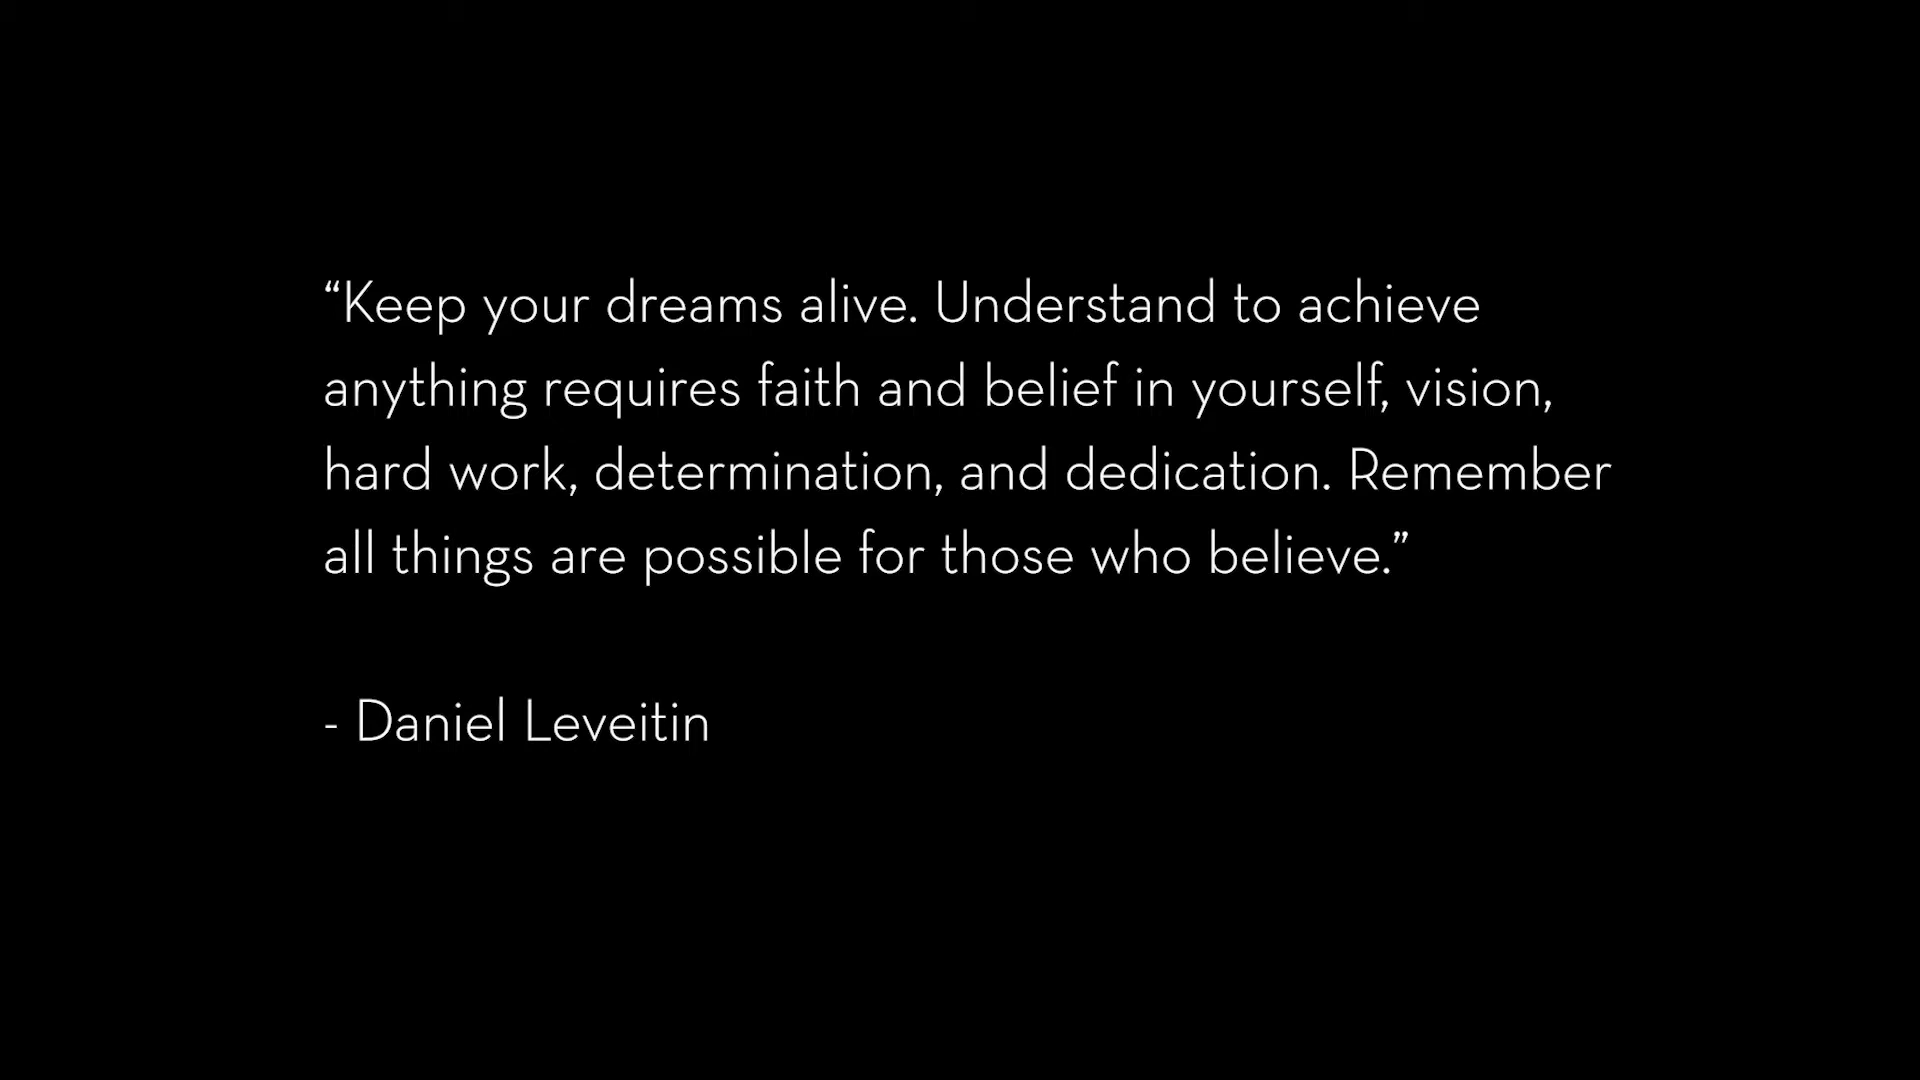 “Keep your dreams alive. Understand to achieve
anything requires faith and belief in yourself, vision,
hard work, determination, and dedication. Remember
all things are possible for those who believe.”
- Daniel Leveitin